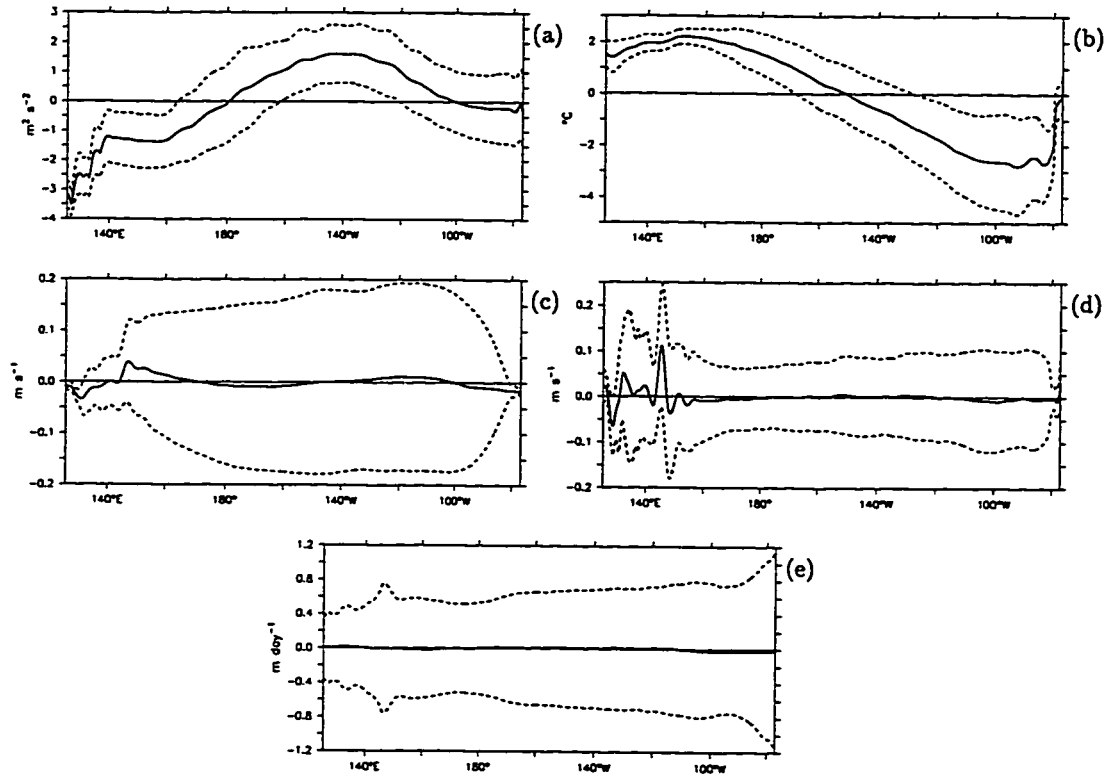 3
2
1
0
−1
−2
−3
−4
m² s⁻²
140°E
180°
140°W
100°W
(a)
2
0
−2
−4
°C
140°E
180°
140°W
100°W
(b)
0.2
0.1
0.0
−0.1
−0.2
m s⁻¹
140°E
180°
140°W
100°W
(c)
0.2
0.1
0.0
−0.1
−0.2
m s⁻¹
140°E
180°
140°W
100°W
(d)
1.2
0.8
0.4
0.0
−0.4
−0.8
−1.2
m day⁻¹
140°E
180°
140°W
100°W
(e)